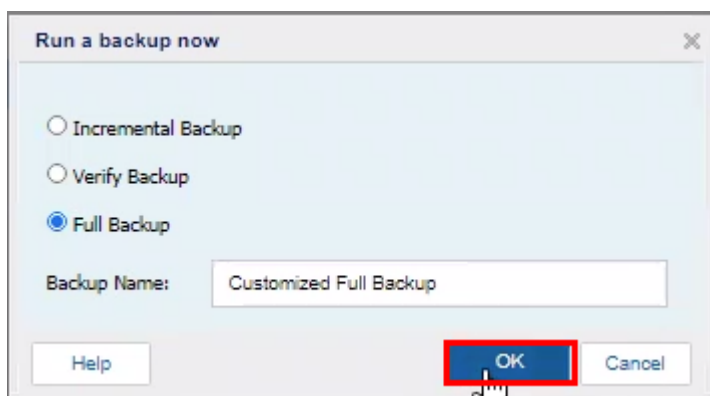 Run a backup now
Incremental Backup
Verify Backup
Full Backup
Backup Name: Customized Full Backup
Help OK Cancel